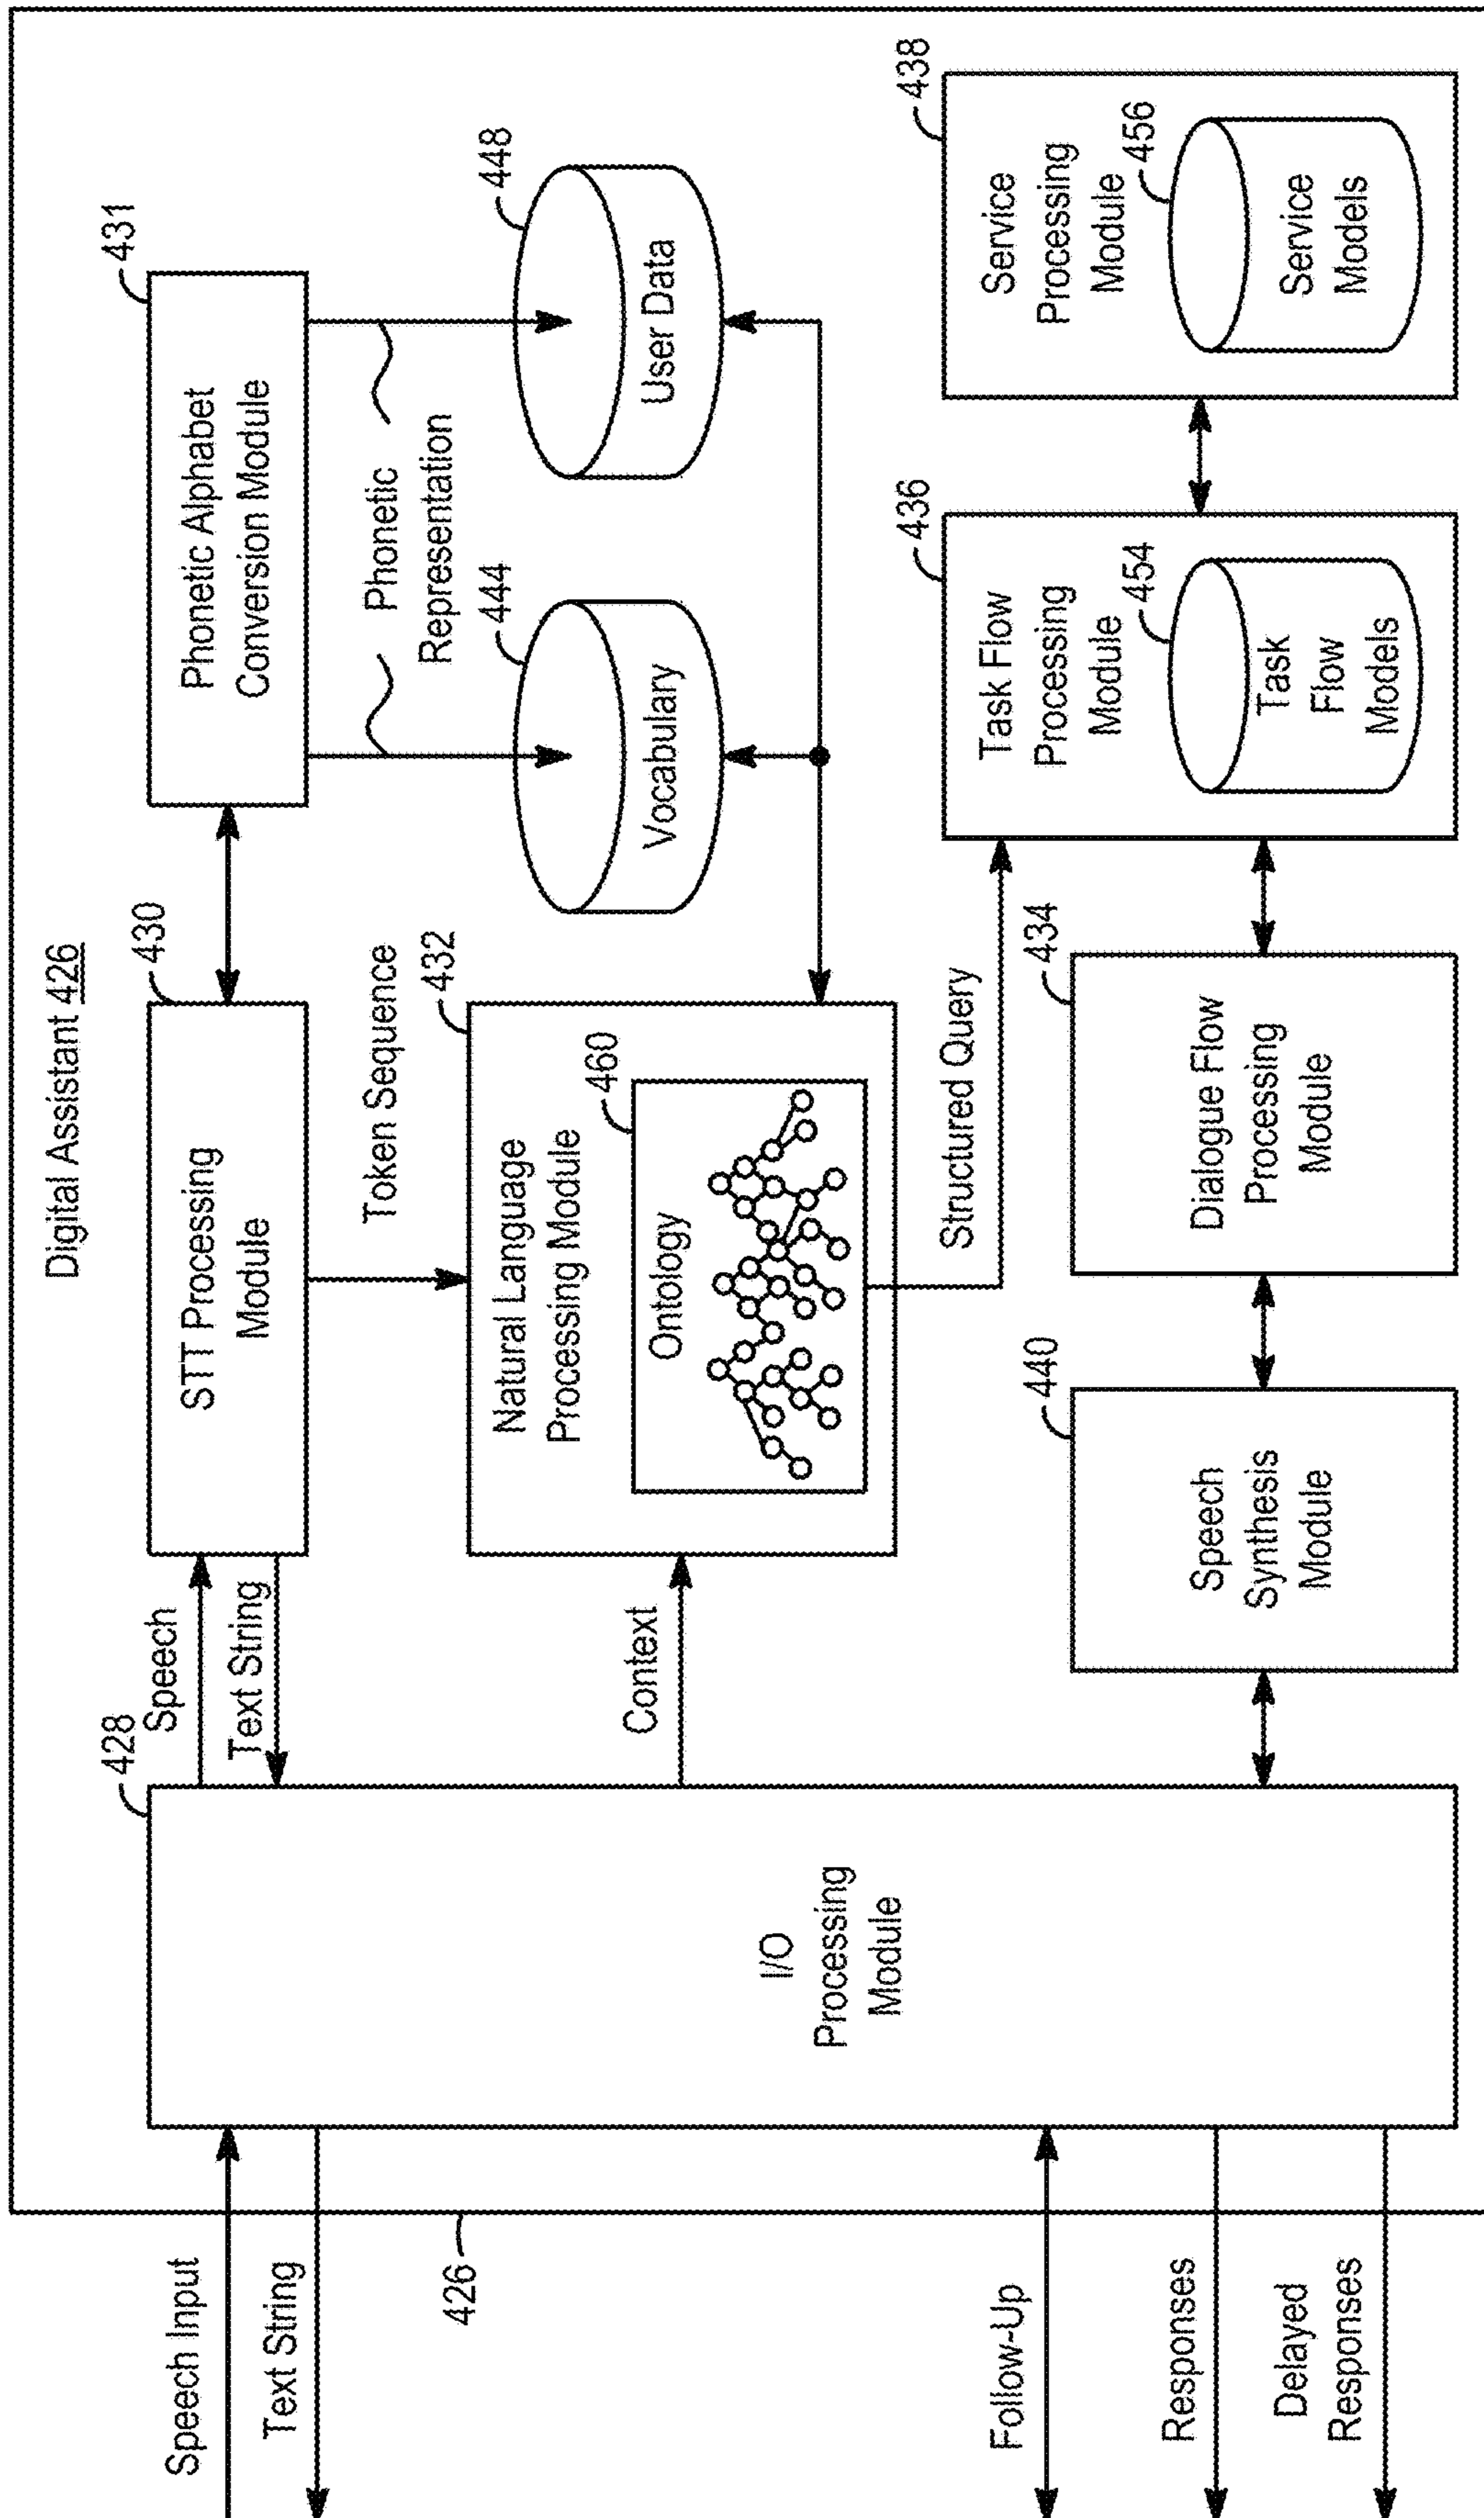 Digital Assistant 426
Speech Input
Text String
426
Follow-Up
Responses
Delayed
Responses
428
I/O
Processing
Module
Speech
Text String
Context
430
STT Processing
Module
431
Phonetic Alphabet
Conversion Module
Token Sequence
Phonetic
Representation
432
Natural Language
Processing Module
460
Ontology
444
Vocabulary
448
User Data
Structured Query
440
Speech
Synthesis
Module
434
Dialogue Flow
Processing
Module
436
Task Flow
Processing
Module
454
Task
Flow
Models
438
Service
Processing
Module
456
Service
Models